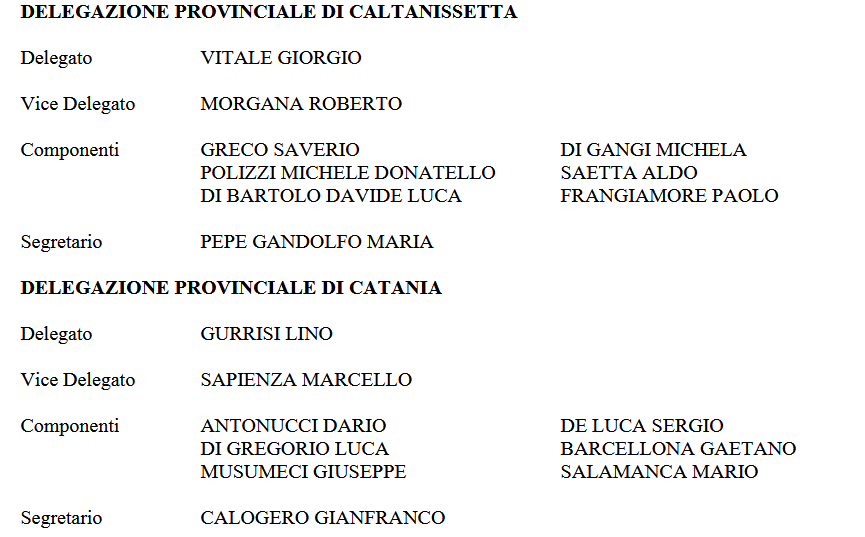 DELEGAZIONE PROVINCIALE DI CALTANISSETTA
Delegato VITALE GIORGIO
Vice Delegato MORGANA ROBERTO
Componenti GRECO SAVERIO DI GANGI MICHELA
POLIZZI MICHELE DONATELLO SAETTA ALDO
DI BARTOLO DAVIDE LUCA FRANGIAMORE PAOLO
Segretario PEPE GANDOLFO MARIA
DELEGAZIONE PROVINCIALE DI CATANIA
Delegato GURRISI LINO
Vice Delegato SAPIENZA MARCELLO
Componenti ANTONUCCI DARIO DE LUCA SERGIO
DI GREGORIO LUCA BARCELLONA GAETANO
MUSUMECI GIUSEPPE SALAMANCA MARIO
Segretario CALOGERO GIANFRANCO